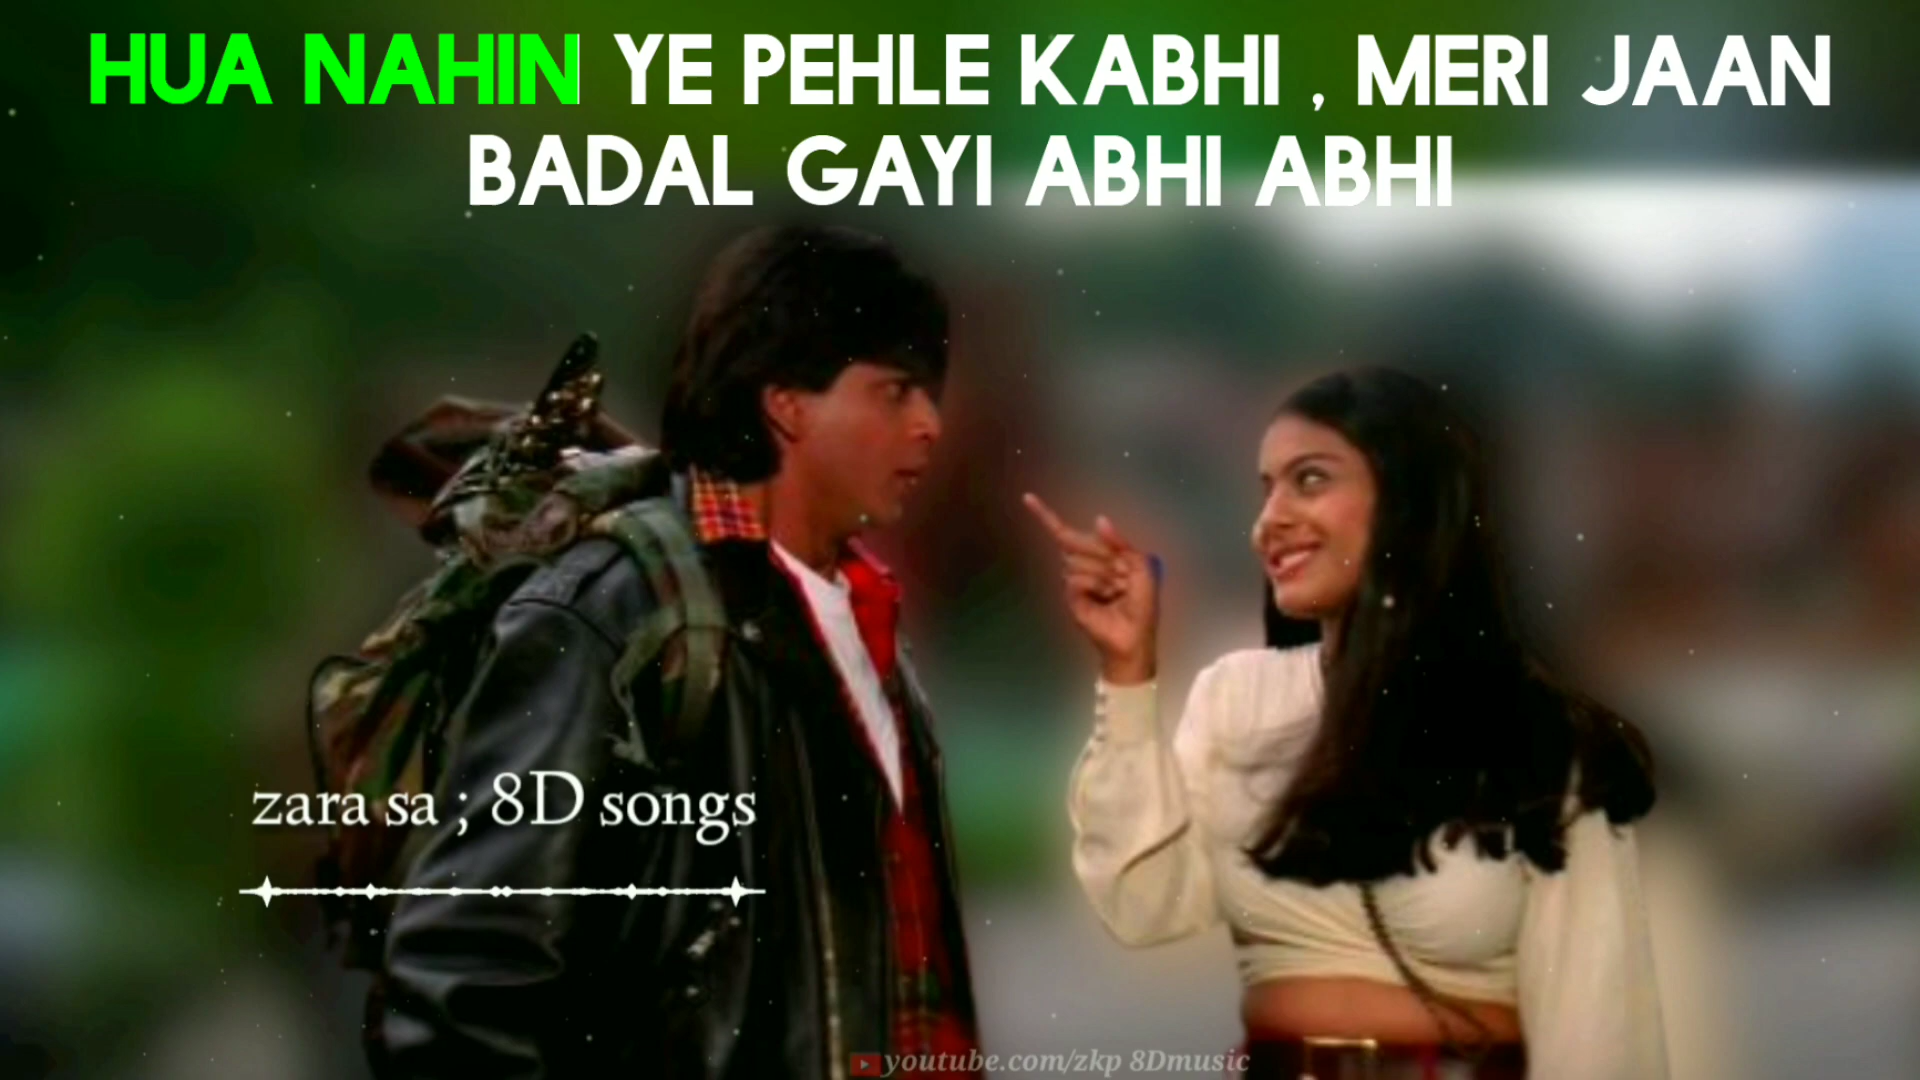 HUA NAHIN YE PEHLE KABHI , MERI JAAN
BADAL GAYI ABHI ABHI
zara sa ; 8D songs
youtube.com/zkp 8Dmusic